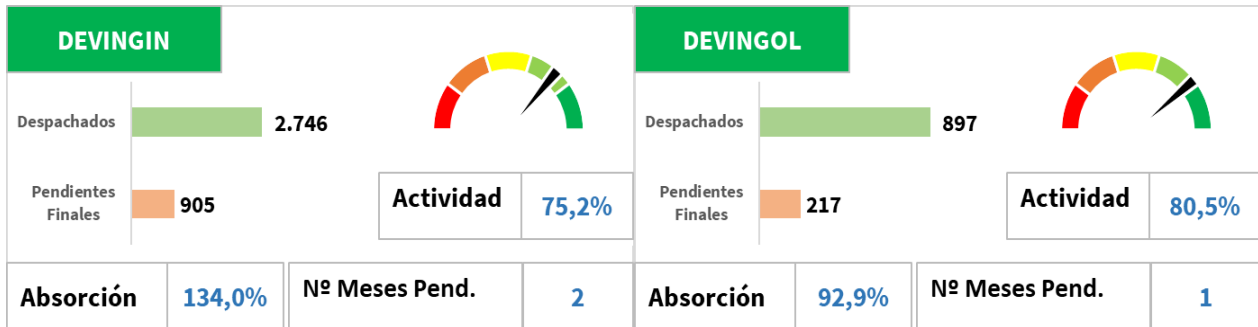 DEVINGIN
Despachados 2.746
Pendientes
Finales
905
Actividad 75,2%
Absorción 134,0% Nº Meses Pend. 2
DEVINGOL
Despachados 897
Pendientes
Finales
217
Actividad 80,5%
Absorción 92,9% Nº Meses Pend. 1